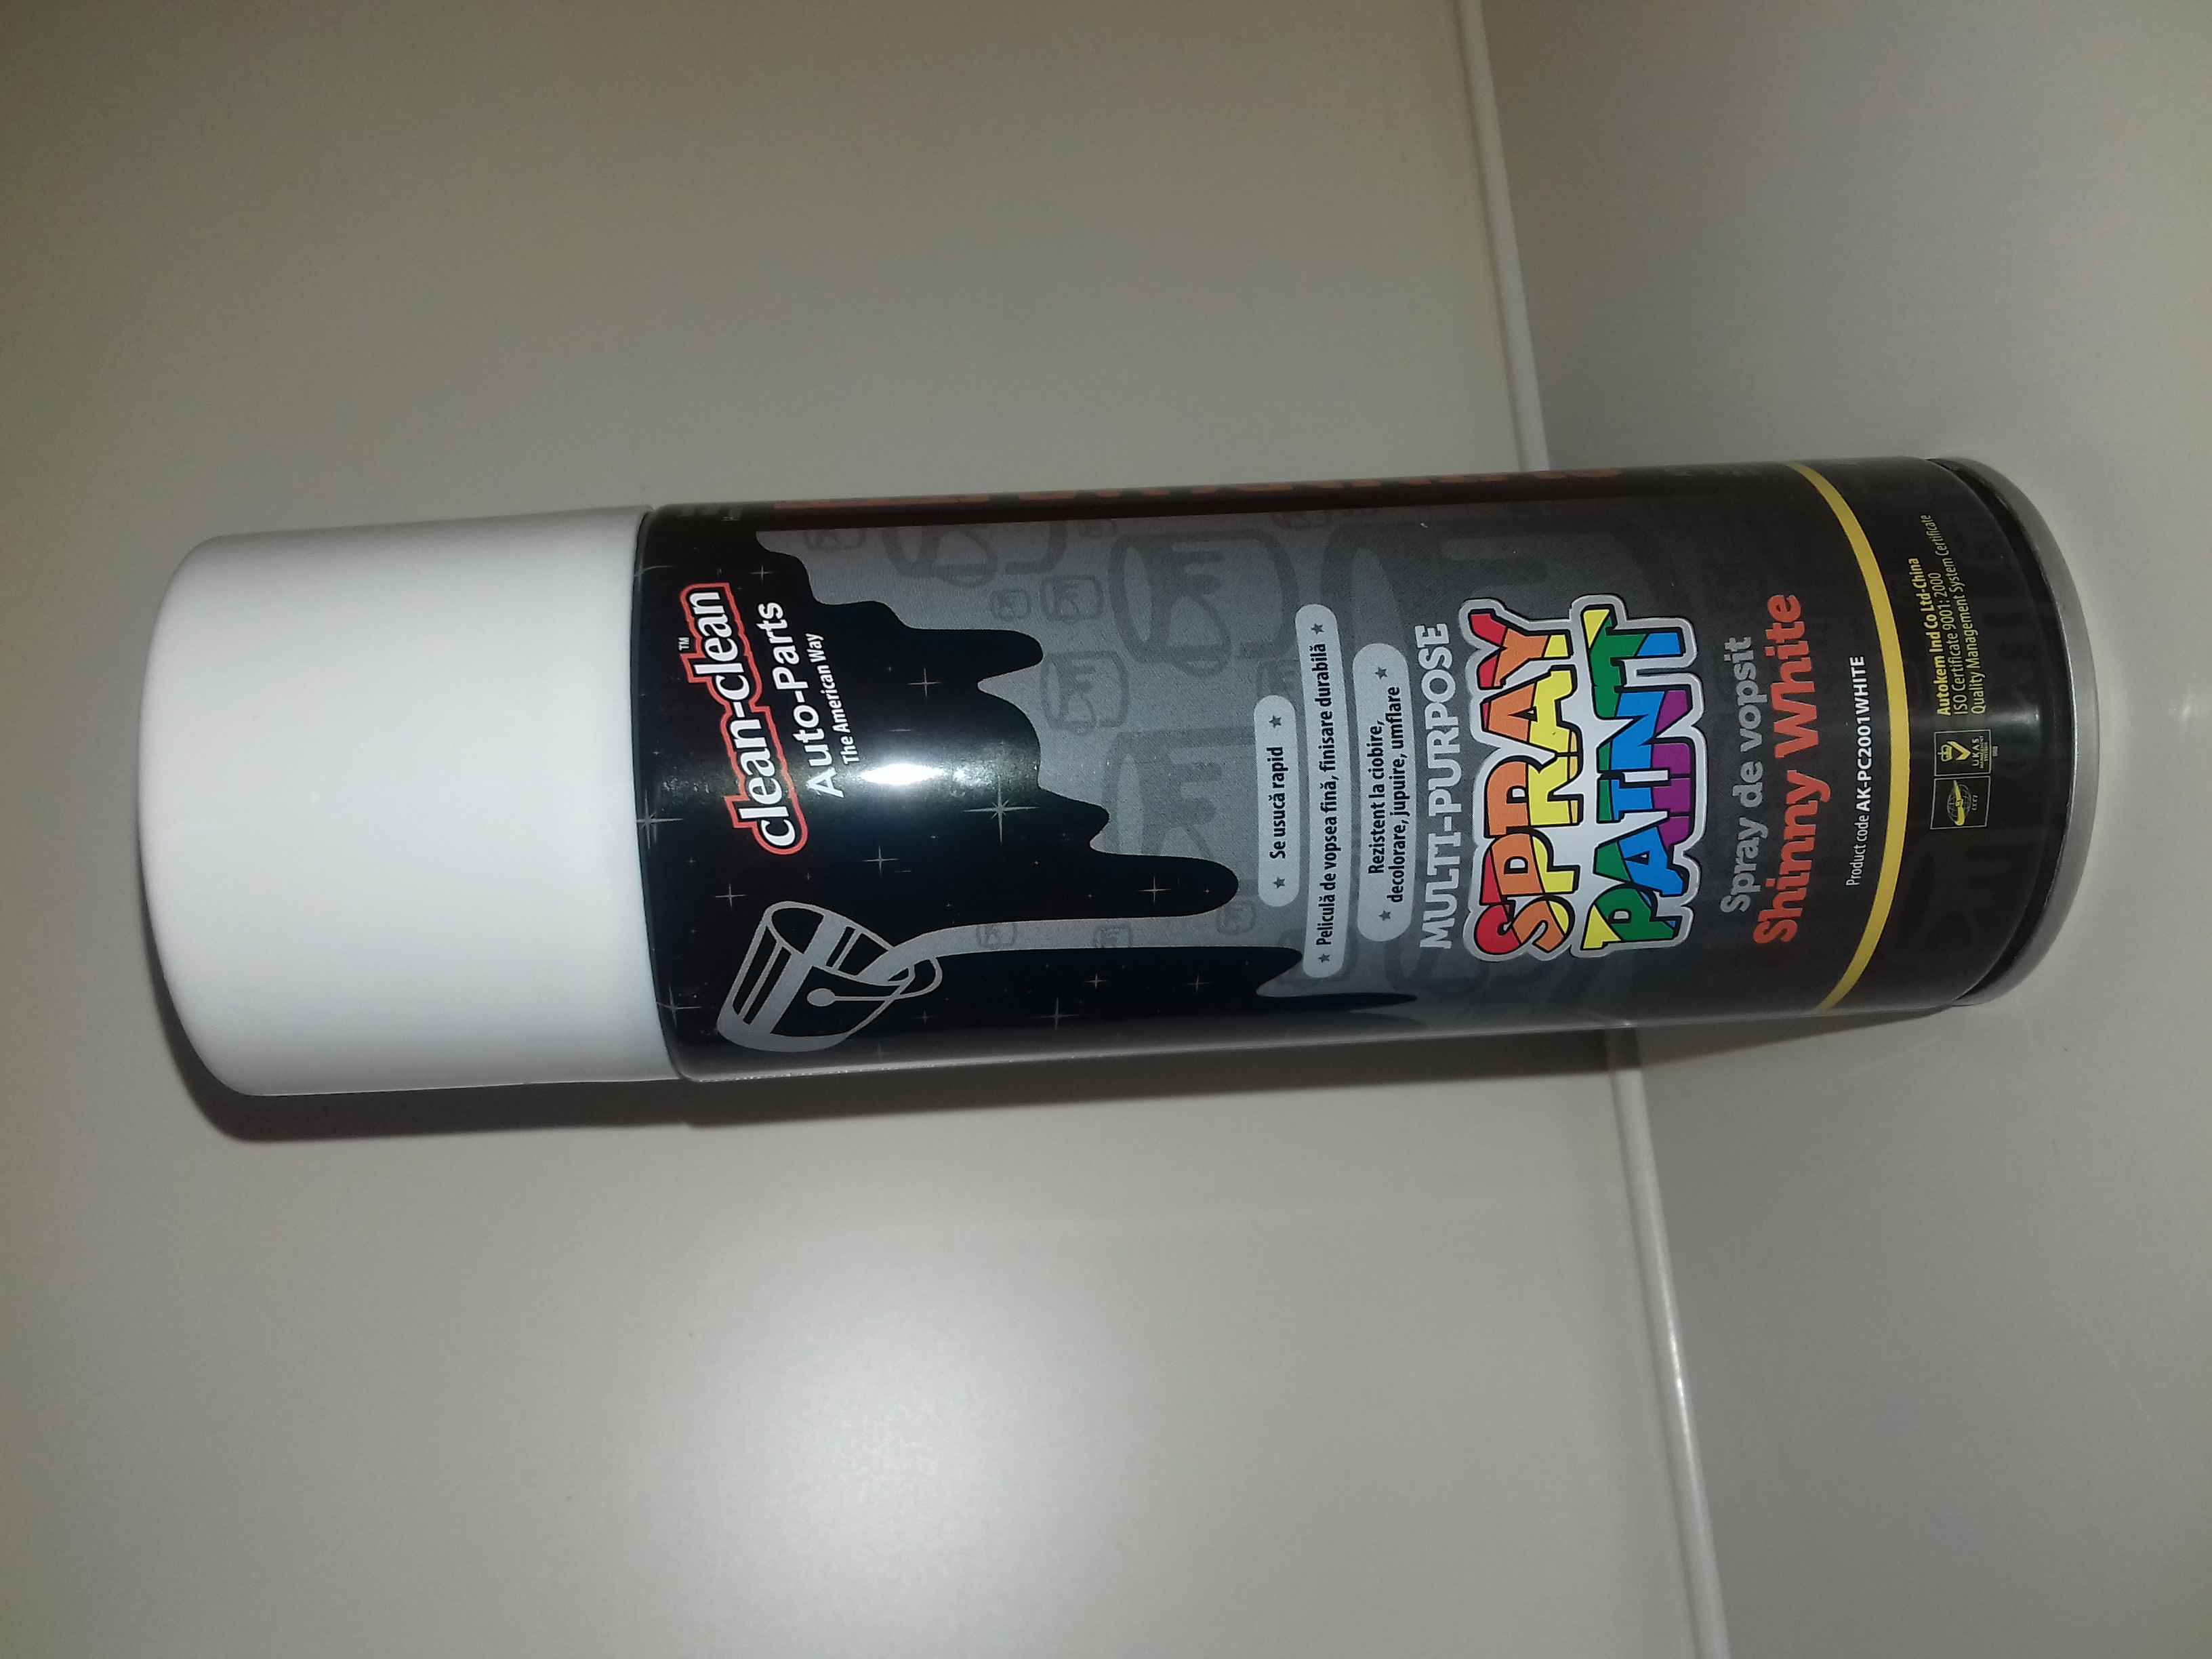 clean-clean™
Auto-Parts
The American Way
★ Se usucă rapid ★
★ Peliculă de vopsea fină, finisare durabilă ★
★ Rezistent la ciobire, ★
decolorare, jupuire, umflare
MULTI-PURPOSE
SPRAY
PAINT
Spray de vopsit
Shinny White
Product code AK-PC2001WHITE
Autokem Ind Co Ltd-China
ISO Certificate 9001: 2000
Quality Management System Certificate
UKAS